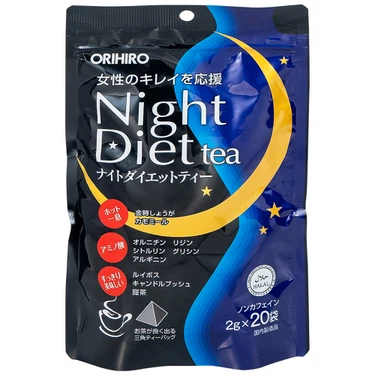 ORIHIRO
女性のキレイを応援
Night
Diet tea
ナイトダイエットティー
ホット
一息
金時しょうが
カモミール
アミノ酸
オルニチン リジン
シトルリン グリシン
アルギニン
すっきり
美味しい
ルイボス
キャンドルブッシュ
甜茶
HALAL
ノンカフェイン
2g×20袋
国内製造品
お茶が良く出る
三角ティーバッグ